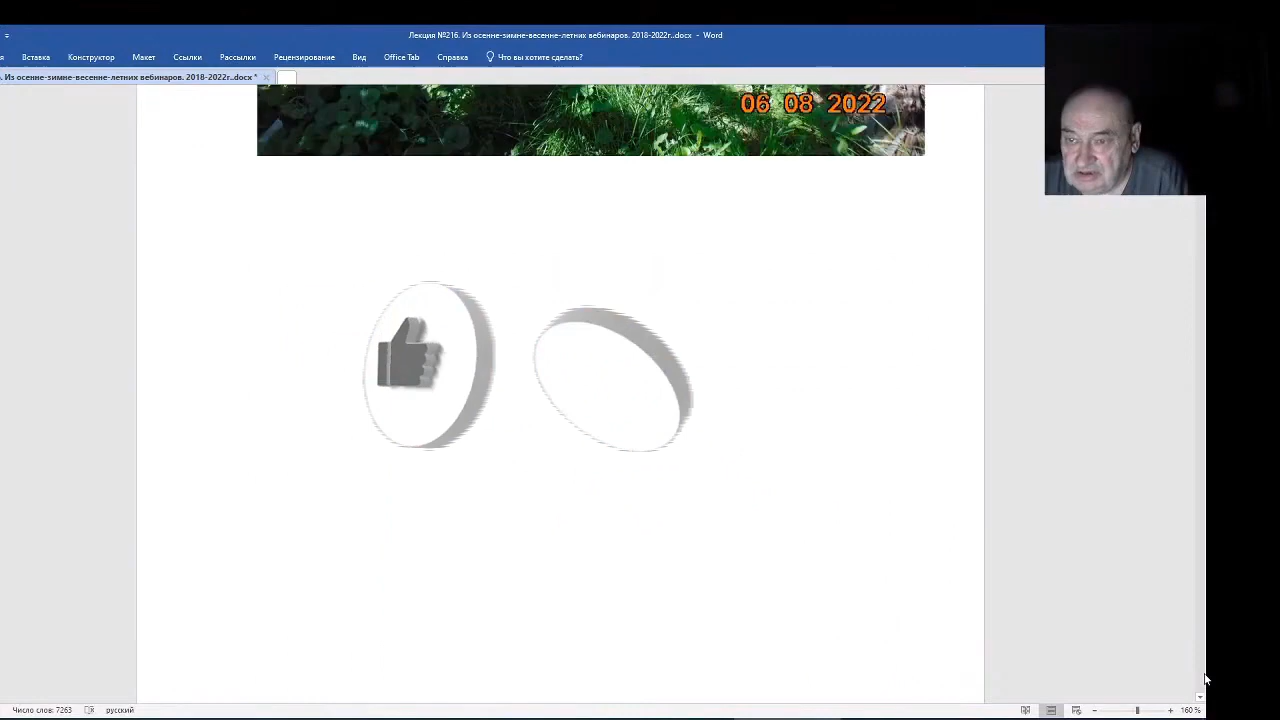 Лекция №216. Из осенне-зимне-весенне-летних вебинаров. 2018-2022г..docx - Word
Вставка Конструктор Макет Ссылки Рассылки Рецензирование Вид Office Tab Справка Что вы хотите сделать?
. Из осенне-зимне-весенне-летних вебинаров. 2018-2022г..docx *
06 08 2022
Число слов: 7263 русский 160 %